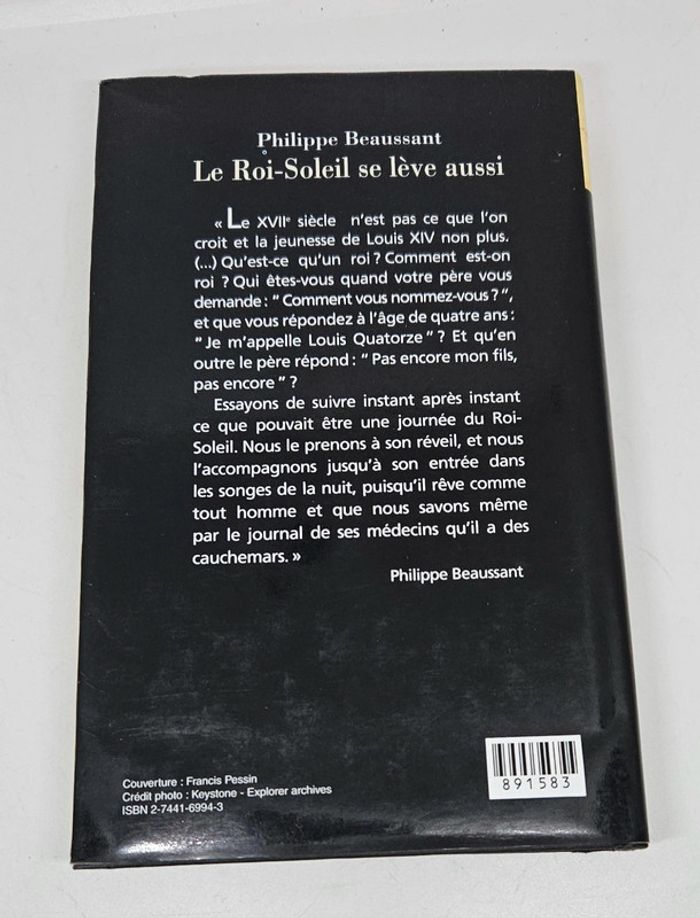 Philippe Beaussant
Le Roi-Soleil se lève aussi
« Le XVIIe siècle n'est pas ce que l'on
croit et la jeunesse de Louis XIV non plus.
(...) Qu'est-ce qu'un roi ? Comment est-on
roi ? Qui êtes-vous quand votre père vous
demande : “ Comment vous nommez-vous ? ”,
et que vous répondez à l'âge de quatre ans :
“ Je m'appelle Louis Quatorze ” ? Et qu'en
outre le père répond : “ Pas encore mon fils,
pas encore ” ?
Essayons de suivre instant après instant
ce que pouvait être une journée du Roi-
Soleil. Nous le prenons à son réveil, et nous
l'accompagnons jusqu'à son entrée dans
les songes de la nuit, puisqu'il rêve comme
tout homme et que nous savons même
par le journal de ses médecins qu'il a des
cauchemars. »
Philippe Beaussant
Couverture : Francis Pessin
Crédit photo : Keystone - Explorer archives
ISBN 2-7441-6994-3
891583